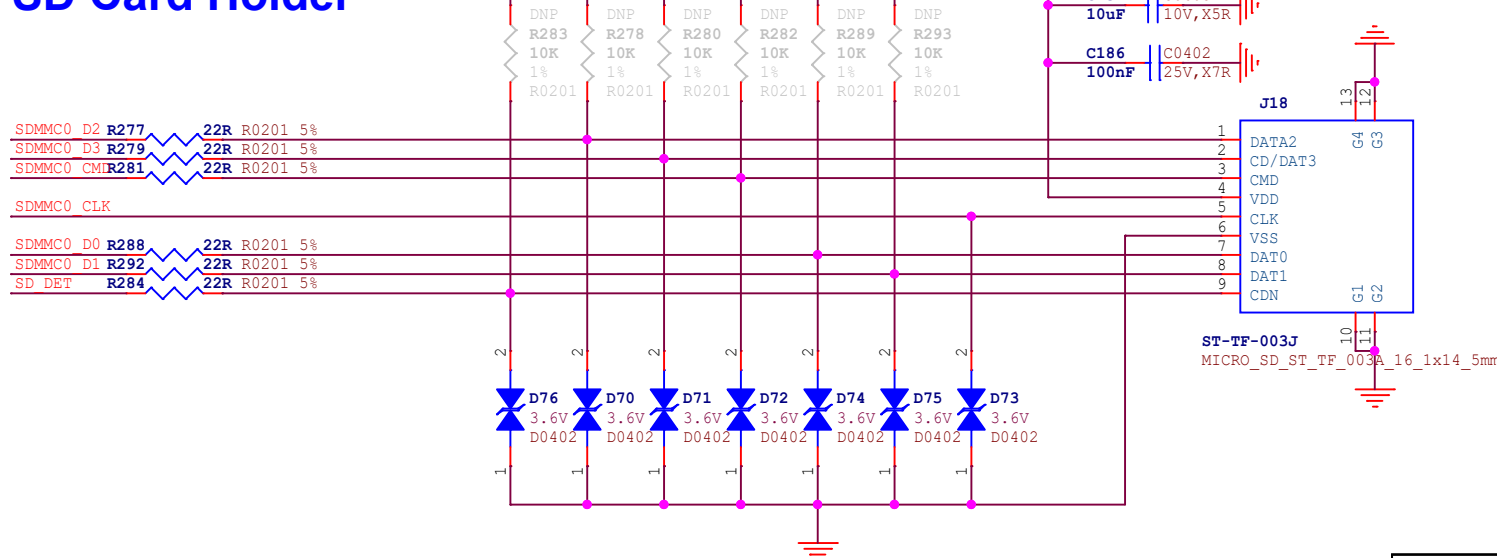 SD Card Holder
DNP DNP DNP DNP DNP DNP
R283 R278 R280 R282 R289 R293
10K 10K 10K 10K 10K 10K
1% 1% 1% 1% 1% 1%
R0201 R0201 R0201 R0201 R0201 R0201
10uF 10V,X5R
C186 C0402
100nF 25V,X7R
J18
13 12
G4 G3
SDMMC0_D2 R277 22R R0201 5% 1 DATA2
SDMMC0_D3 R279 22R R0201 5% 2 CD/DAT3
SDMMC0_CMD R281 22R R0201 5% 3 CMD
4 VDD
SDMMC0_CLK 5 CLK
6 VSS
SDMMC0_D0 R288 22R R0201 5% 7 DAT0
SDMMC0_D1 R292 22R R0201 5% 8 DAT1
SD_DET R284 22R R0201 5% 9 CDN
G1 G2
10 11
ST-TF-003J
MICRO_SD_ST_TF_003A_16_1x14_5mm
2 2 2 2 2 2 2
D76 D70 D71 D72 D74 D75 D73
3.6V 3.6V 3.6V 3.6V 3.6V 3.6V 3.6V
D0402 D0402 D0402 D0402 D0402 D0402 D0402
1 1 1 1 1 1 1